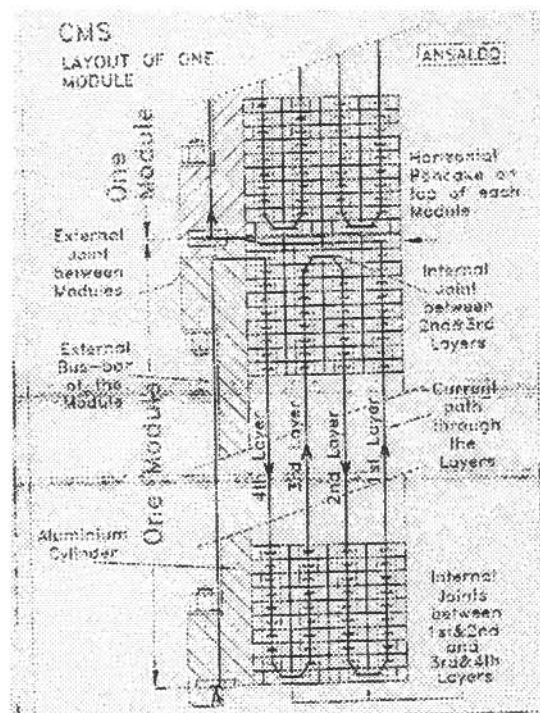 CMS
LAYOUT OF ONE
MODULE
ANSALDO
One
Module
Horizontal
Pancake on
top of each
Module
External
Joint
between
Modules
Internal
Joint
between
2nd&3rd
Layers
External
Bus-bar
of the
Module
Current
path
through
the
Layers
One Module
4th Layer
3rd Layer
2nd Layer
1st Layer
Aluminium
Cylinder
Internal
Joints
between
1st&2nd
and
3rd&4th
Layers